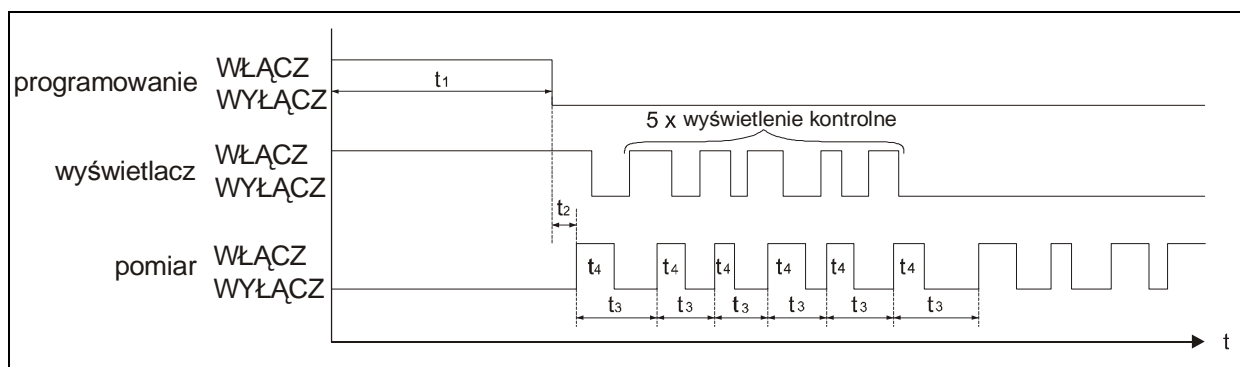 programowanie
WŁĄCZ
WYŁĄCZ
t1
5 x wyświetlenie kontrolne
wyświetlacz
WŁĄCZ
WYŁĄCZ
t2
pomiar
WŁĄCZ
WYŁĄCZ
t4 t4 t4 t4 t4 t4
t3 t3 t3 t3 t3 t3
t